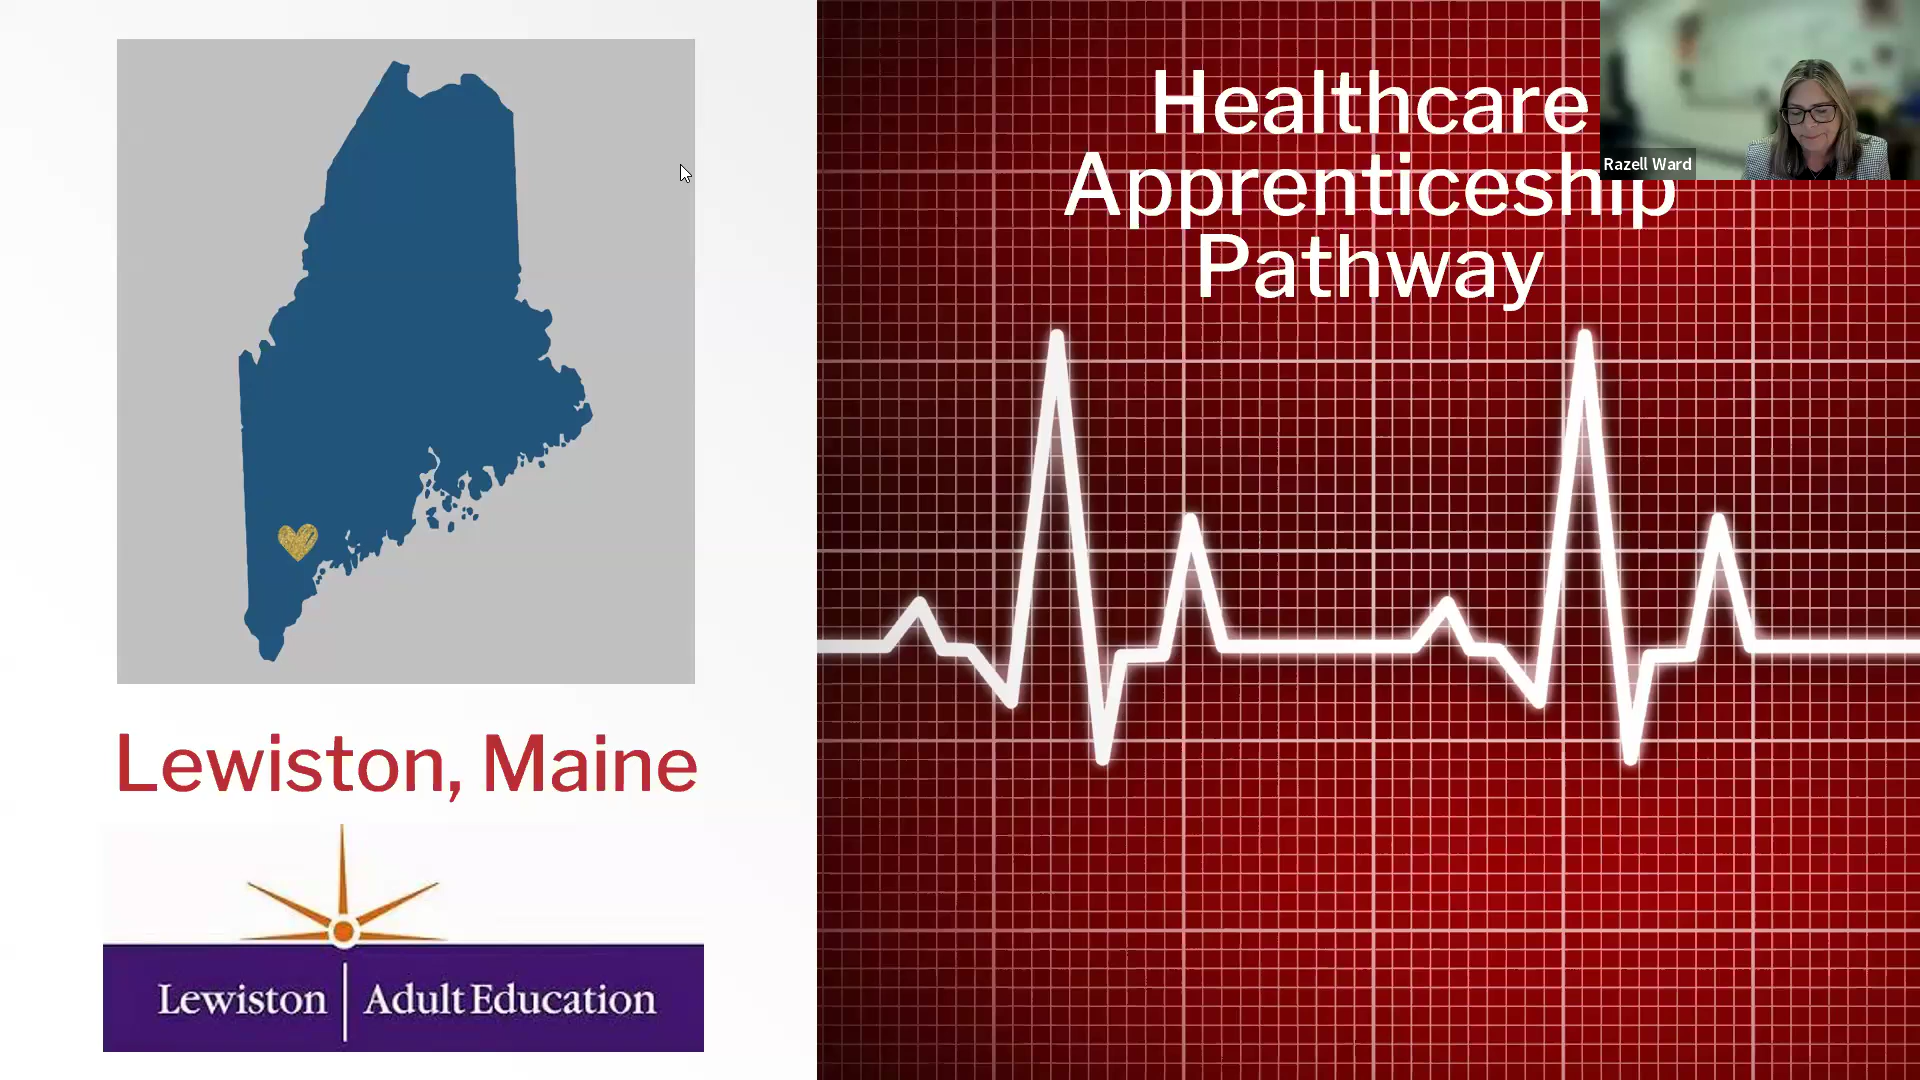 Healthcare
Apprenticeship
Pathway
Razell Ward
Lewiston, Maine
Lewiston | Adult Education